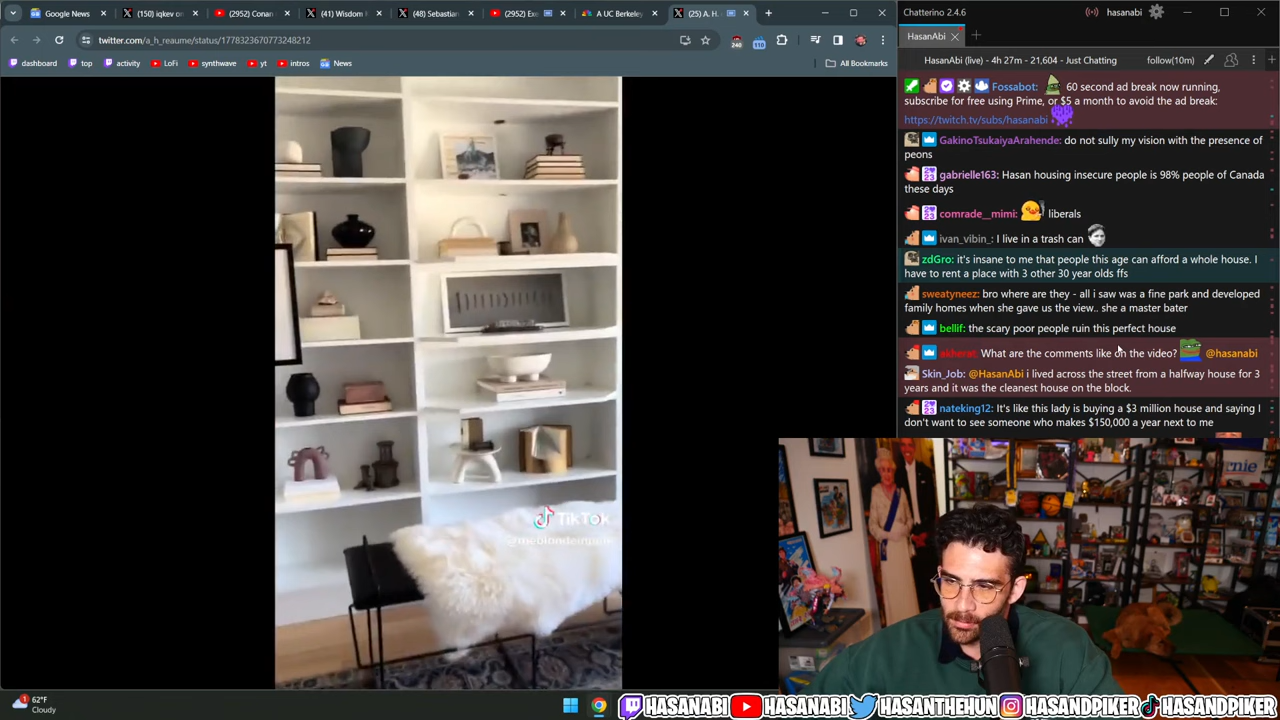 (150) iqkev on
(2952) Conan
(41) Wisdom
(48) Sebastian
(2952) Exe
A UC Berkeley
(25) A. H.
twitter.com/a_h_reaume/status/1778323670773248212
240
110
dashboard
top
activity
LoFi
synthwave
yt
intros
News
All Bookmarks
TikTok
Chatterino 2.4.6
hasanabi
HasanAbi
HasanAbi (live) - 4h 27m - 21,604 - Just Chatting
follow(10m)
Fossabot: 60 second ad break now running,
subscribe for free using Prime, or $5 a month to avoid the ad break:
https://twitch.tv/subs/hasanabi
GakinoTsukaiyaArahende: do not sully my vision with the presence of
peons
gabrielle163: Hasan housing insecure people is 98% people of Canada
these days
comrade__mimi: liberals
ivan_vibin_: I live in a trash can
zdGro: it's insane to me that people this age can afford a whole house. I
have to rent a place with 3 other 30 year olds ffs
sweatyneez: bro where are they - all i saw was a fine park and developed
family homes when she gave us the view.. she a master bater
bellif: the scary poor people ruin this perfect house
What are the comments like on the video? @hasanabi
Skin_Job: @HasanAbi i lived across the street from a halfway house for 3
years and it was the cleanest house on the block.
nateking12: It's like this lady is buying a $3 million house and saying I
don't want to see someone who makes $150,000 a year next to me
62°F
Cloudy
HASANABI
HASANABI
HASANTHEHUN
HASANDPIKER
HASANDPIKER